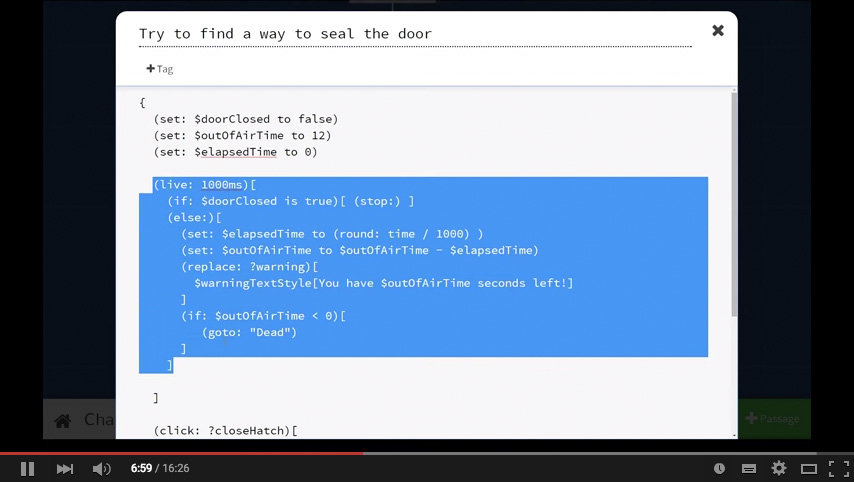 Try to find a way to seal the door
+Tag
{
(set: $doorClosed to false)
(set: $outOfAirTime to 12)
(set: $elapsedTime to 0)
(live: 1000ms)[
(if: $doorClosed is true)[ (stop:) ]
(else:)[
(set: $elapsedTime to (round: time / 1000) )
(set: $outOfAirTime to $outOfAirTime - $elapsedTime)
(replace: ?warning)[
$warningTextStyle[You have $outOfAirTime seconds left!]
]
(if: $outOfAirTime < 0)[
(goto: "Dead")
]
]
]
(click: ?closeHatch)[
Cha
+Passage
6:59 / 16:26